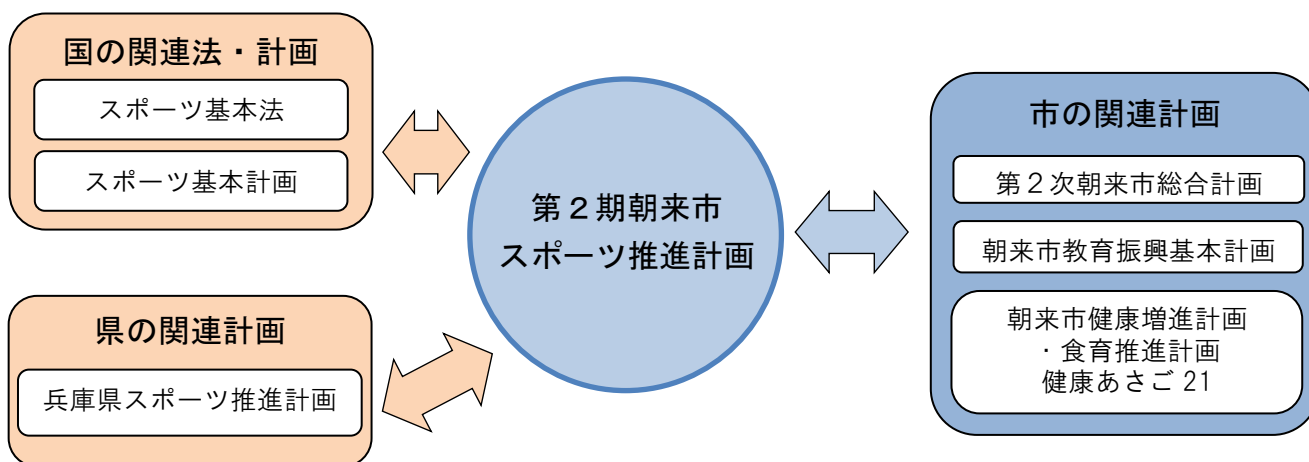 国の関連法・計画
スポーツ基本法
スポーツ基本計画
県の関連計画
兵庫県スポーツ推進計画
第２期朝来市
スポーツ推進計画
市の関連計画
第２次朝来市総合計画
朝来市教育振興基本計画
朝来市健康増進計画
・食育推進計画
健康あさご 21